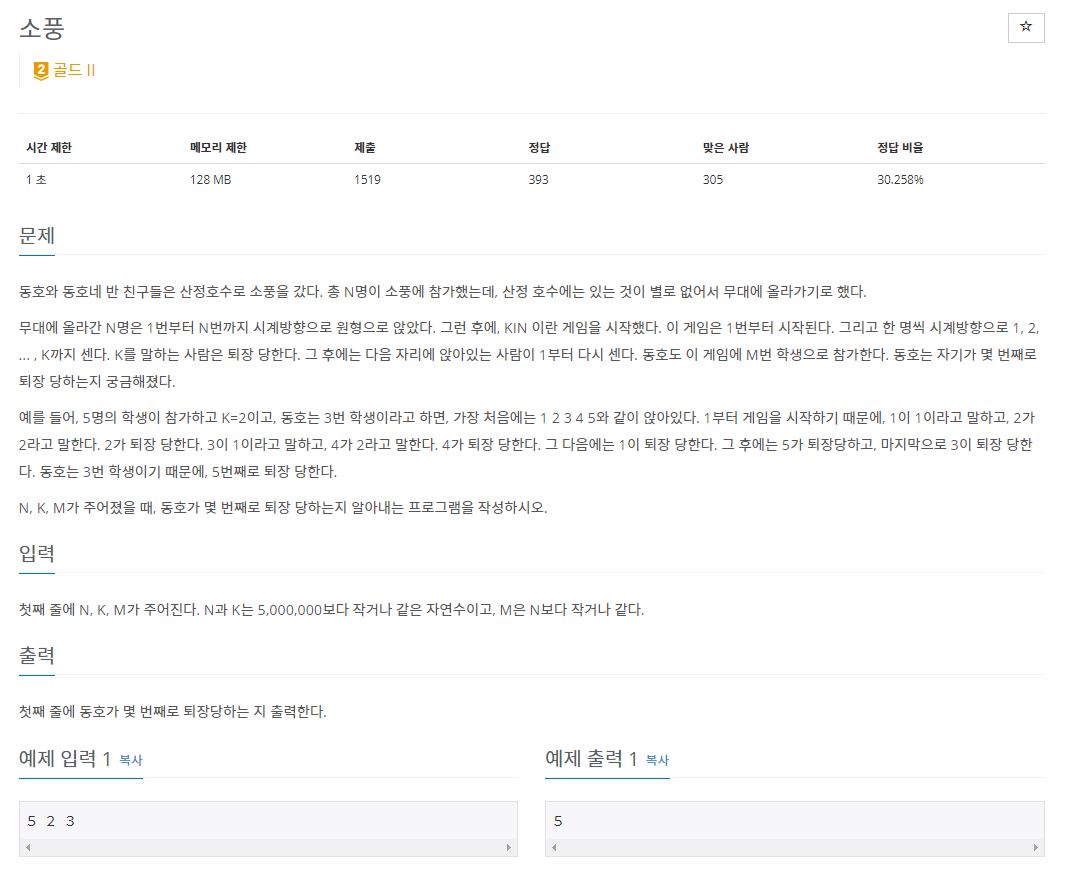 소풍
☆
2 골드 II
시간 제한 메모리 제한 제출 정답 맞은 사람 정답 비율
1 초 128 MB 1519 393 305 30.258%
문제
동호와 동호네 반 친구들은 산정호수로 소풍을 갔다. 총 N명이 소풍에 참가했는데, 산정 호수에는 있는 것이 별로 없어서 무대에 올라가기로 했다.
무대에 올라간 N명은 1번부터 N번까지 시계방향으로 원형으로 앉았다. 그런 후에, KIN 이란 게임을 시작했다. 이 게임은 1번부터 시작된다. 그리고 한 명씩 시계방향으로 1, 2,
... , K까지 센다. K를 말하는 사람은 퇴장 당한다. 그 후에는 다음 자리에 앉아있는 사람이 1부터 다시 센다. 동호도 이 게임에 M번 학생으로 참가한다. 동호는 자기가 몇 번째로
퇴장 당하는지 궁금해졌다.
예를 들어, 5명의 학생이 참가하고 K=2이고, 동호는 3번 학생이라고 하면, 가장 처음에는 1 2 3 4 5와 같이 앉아있다. 1부터 게임을 시작하기 때문에, 1이 1이라고 말하고, 2가
2라고 말한다. 2가 퇴장 당한다. 3이 1이라고 말하고, 4가 2라고 말한다. 4가 퇴장 당한다. 그 다음에는 1이 퇴장 당한다. 그 후에는 5가 퇴장당하고, 마지막으로 3이 퇴장 당한
다. 동호는 3번 학생이기 때문에, 5번째로 퇴장 당한다.
N, K, M가 주어졌을 때, 동호가 몇 번째로 퇴장 당하는지 알아내는 프로그램을 작성하시오.
입력
첫째 줄에 N, K, M가 주어진다. N과 K는 5,000,000보다 작거나 같은 자연수이고, M은 N보다 작거나 같다.
출력
첫째 줄에 동호가 몇 번째로 퇴장당하는 지 출력한다.
예제 입력 1 복사
5 2 3
예제 출력 1 복사
5